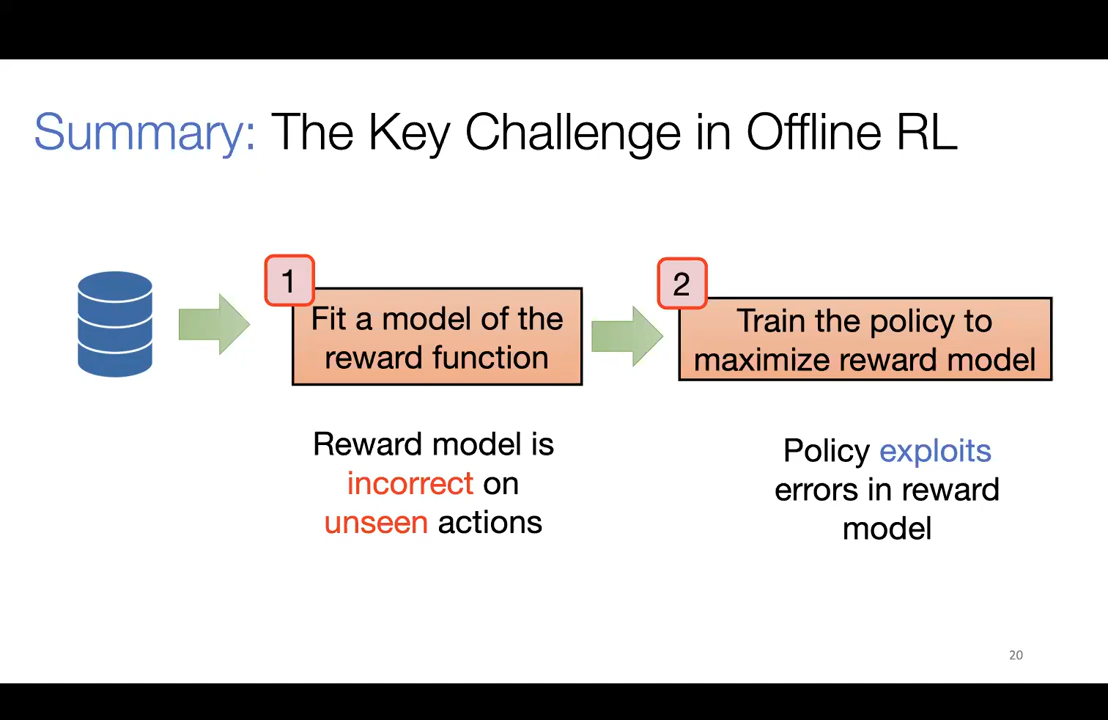 Summary: The Key Challenge in Offline RL
1
Fit a model of the
reward function
2
Train the policy to
maximize reward model
Reward model is
incorrect on
unseen actions
Policy exploits
errors in reward
model
20